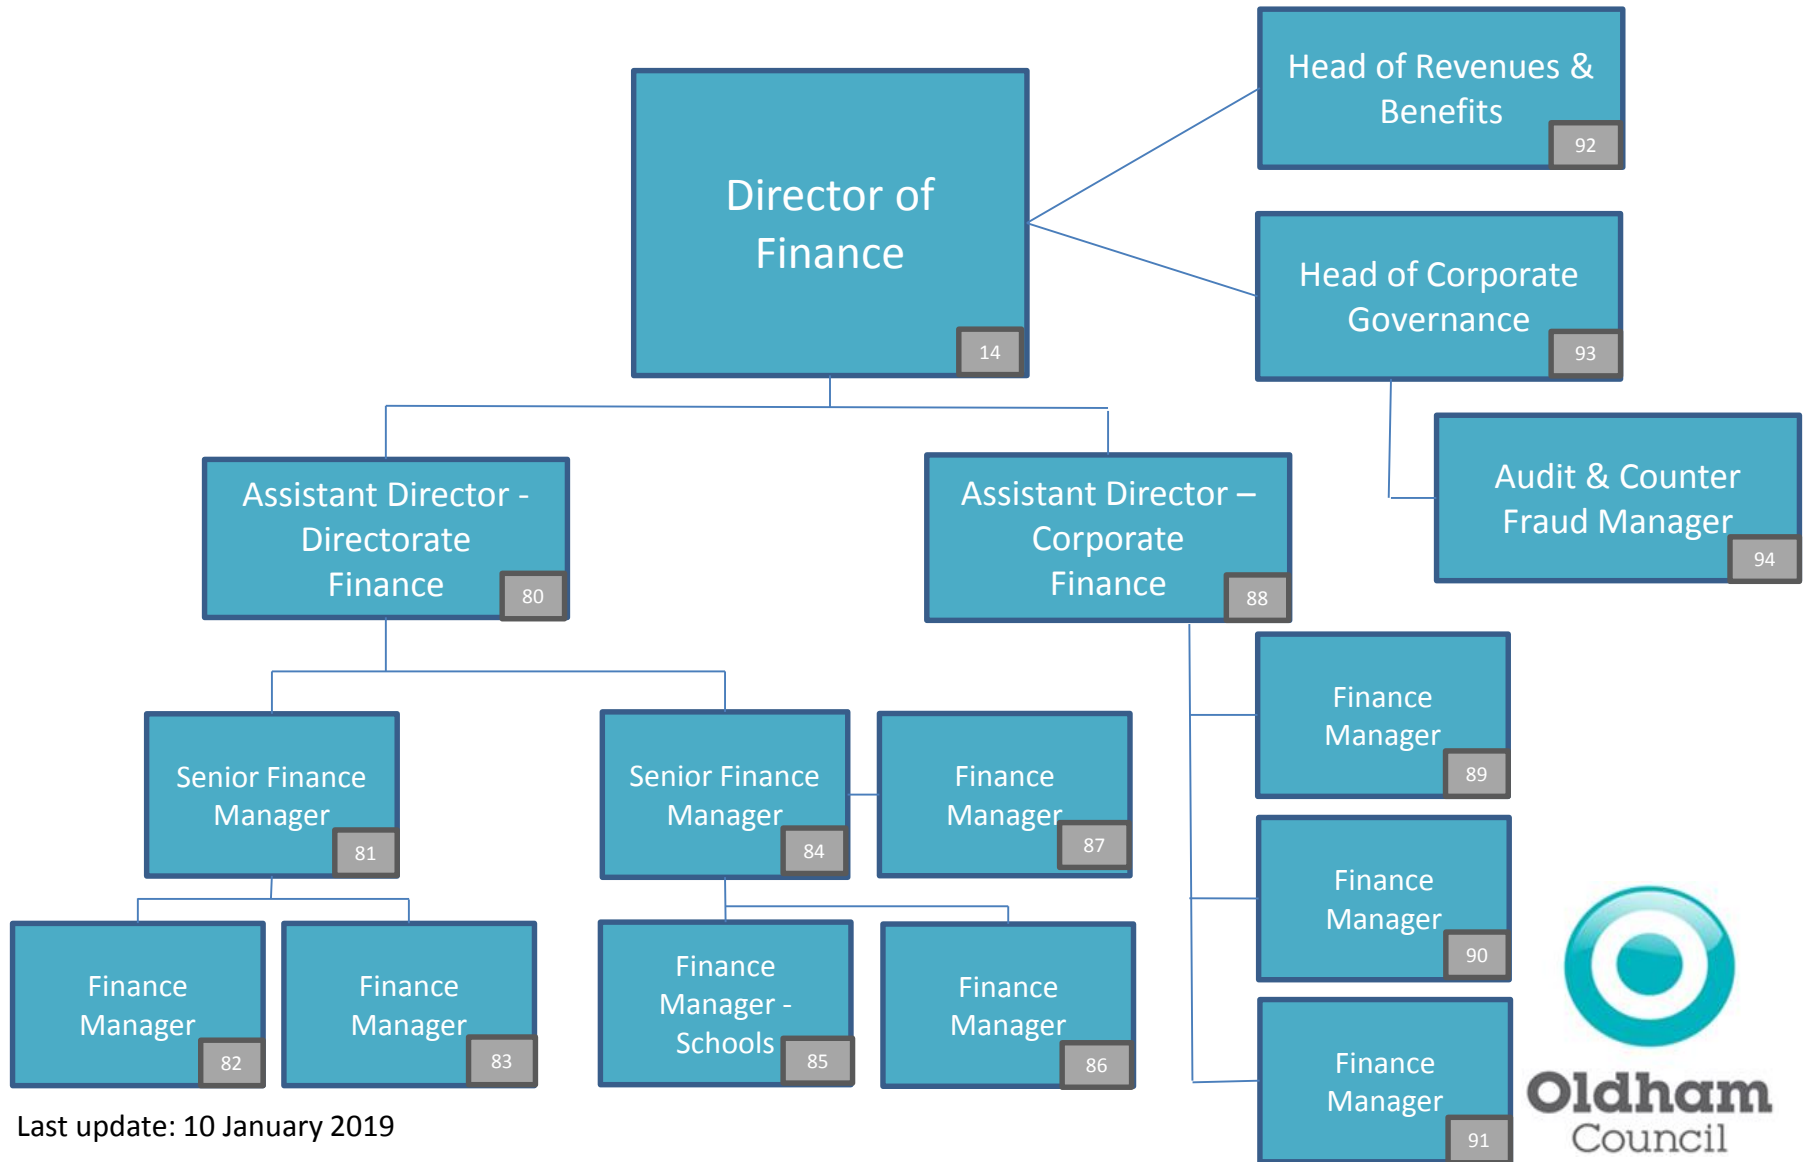 Director of
Finance
14
Head of Revenues &
Benefits
92
Head of Corporate
Governance
93
Audit & Counter
Fraud Manager
94
Assistant Director -
Directorate
Finance
80
Assistant Director –
Corporate
Finance
88
Senior Finance
Manager
81
Senior Finance
Manager
84
Finance
Manager
87
Finance
Manager
82
Finance
Manager
83
Finance
Manager -
Schools
85
Finance
Manager
86
Finance
Manager
89
Finance
Manager
90
Finance
Manager
91
Last update: 10 January 2019
Oldham
Council